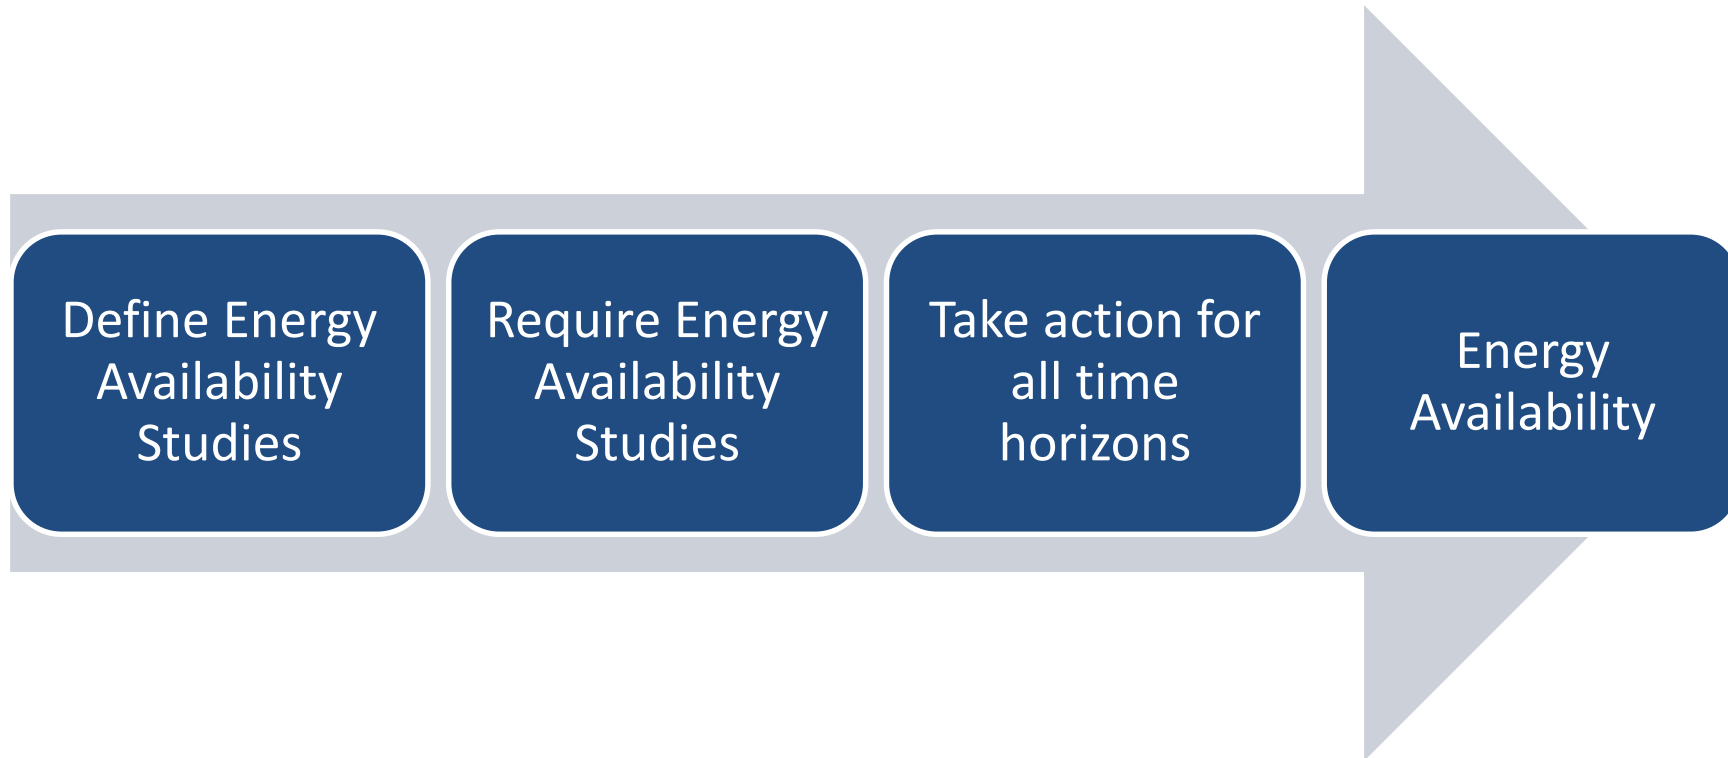 Define Energy
Availability
Studies
Require Energy
Availability
Studies
Take action for
all time
horizons
Energy
Availability